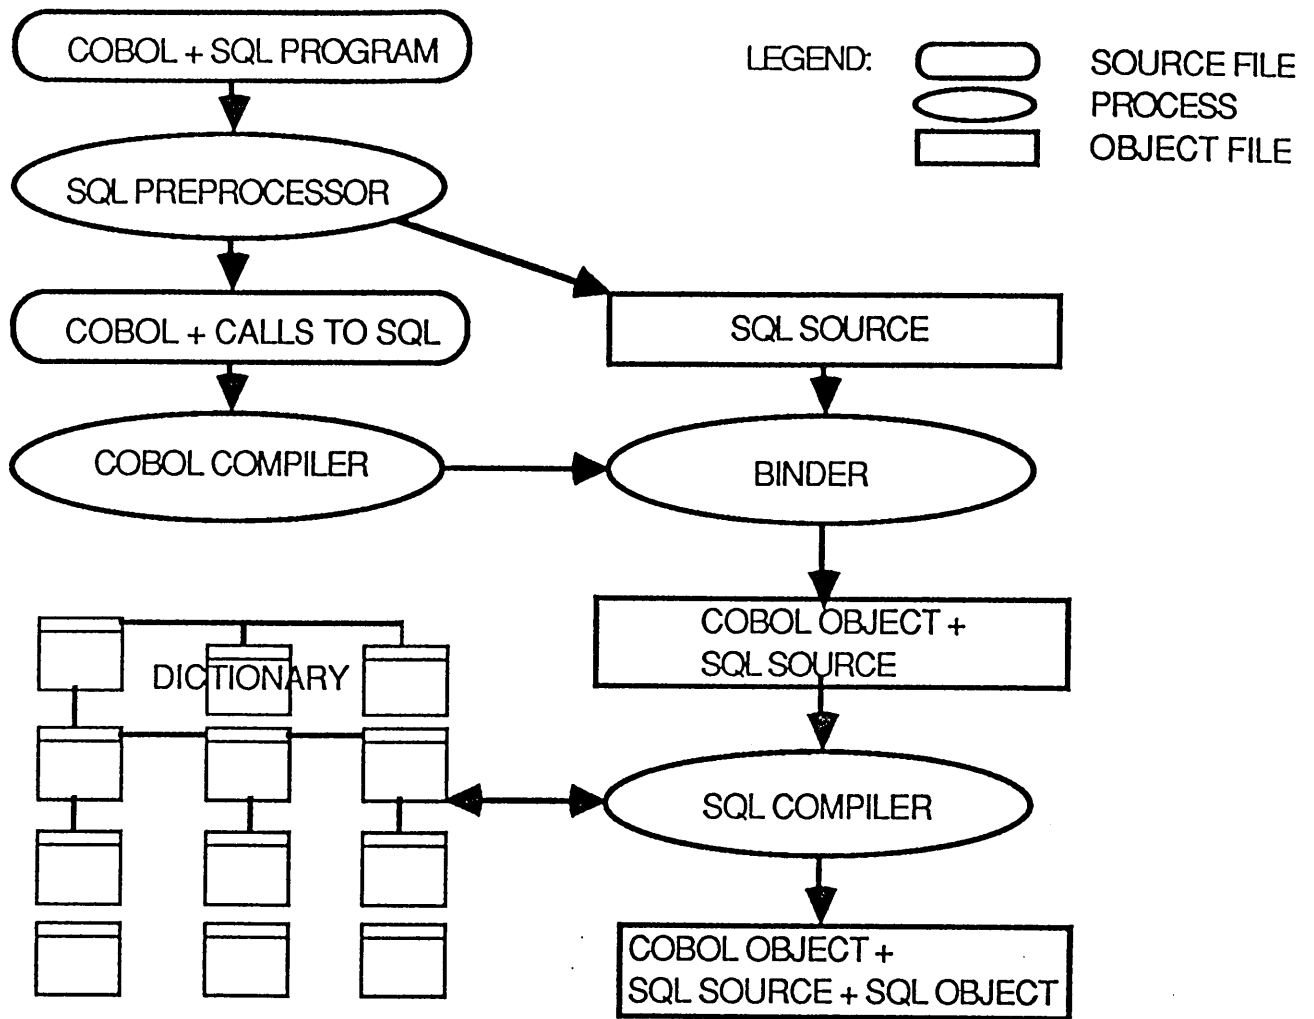 COBOL + SQL PROGRAM
LEGEND:
SOURCE FILE
PROCESS
OBJECT FILE
SQL PREPROCESSOR
COBOL + CALLS TO SQL
SQL SOURCE
COBOL COMPILER
BINDER
COBOL OBJECT +
SQL SOURCE
DICTIONARY
SQL COMPILER
COBOL OBJECT +
SQL SOURCE + SQL OBJECT